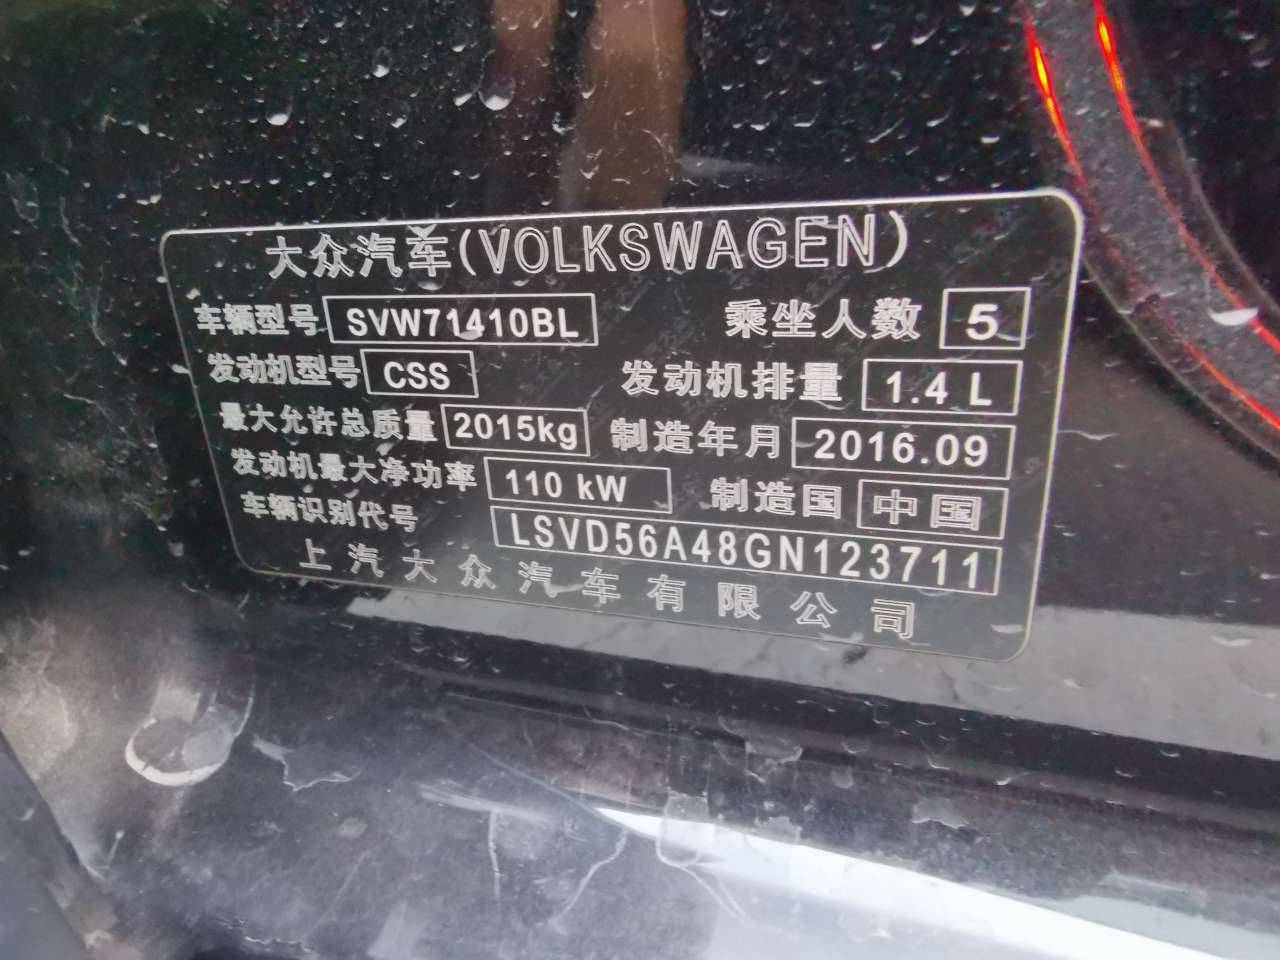 大众汽车(VOLKSWAGEN)
车辆型号 SVW71410BL 乘坐人数 5
发动机型号 CSS 发动机排量 1.4 L
最大允许总质量 2015kg 制造年月 2016.09
发动机最大净功率 110 kW 制造国 中国
车辆识别代号 LSVD56A48GN123711
上汽大众汽车有限公司